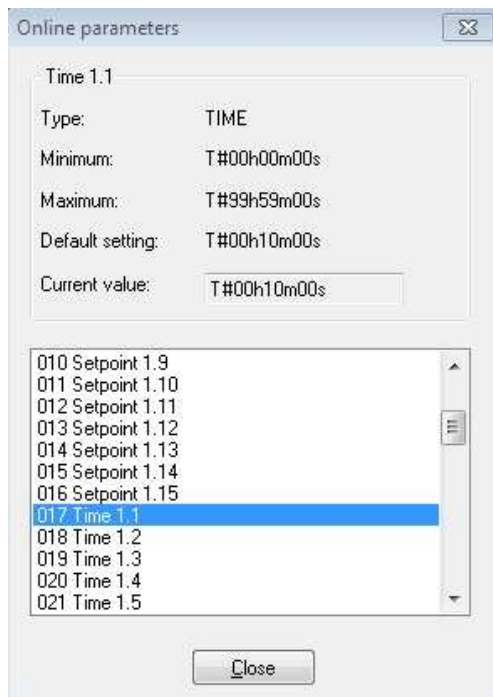 Online parameters
Time 1.1
Type: TIME
Minimum: T#00h00m00s
Maximum: T#99h59m00s
Default setting: T#00h10m00s
Current value: T#00h10m00s
010 Setpoint 1.9
011 Setpoint 1.10
012 Setpoint 1.11
013 Setpoint 1.12
014 Setpoint 1.13
015 Setpoint 1.14
016 Setpoint 1.15
017 Time 1.1
018 Time 1.2
019 Time 1.3
020 Time 1.4
021 Time 1.5
Close